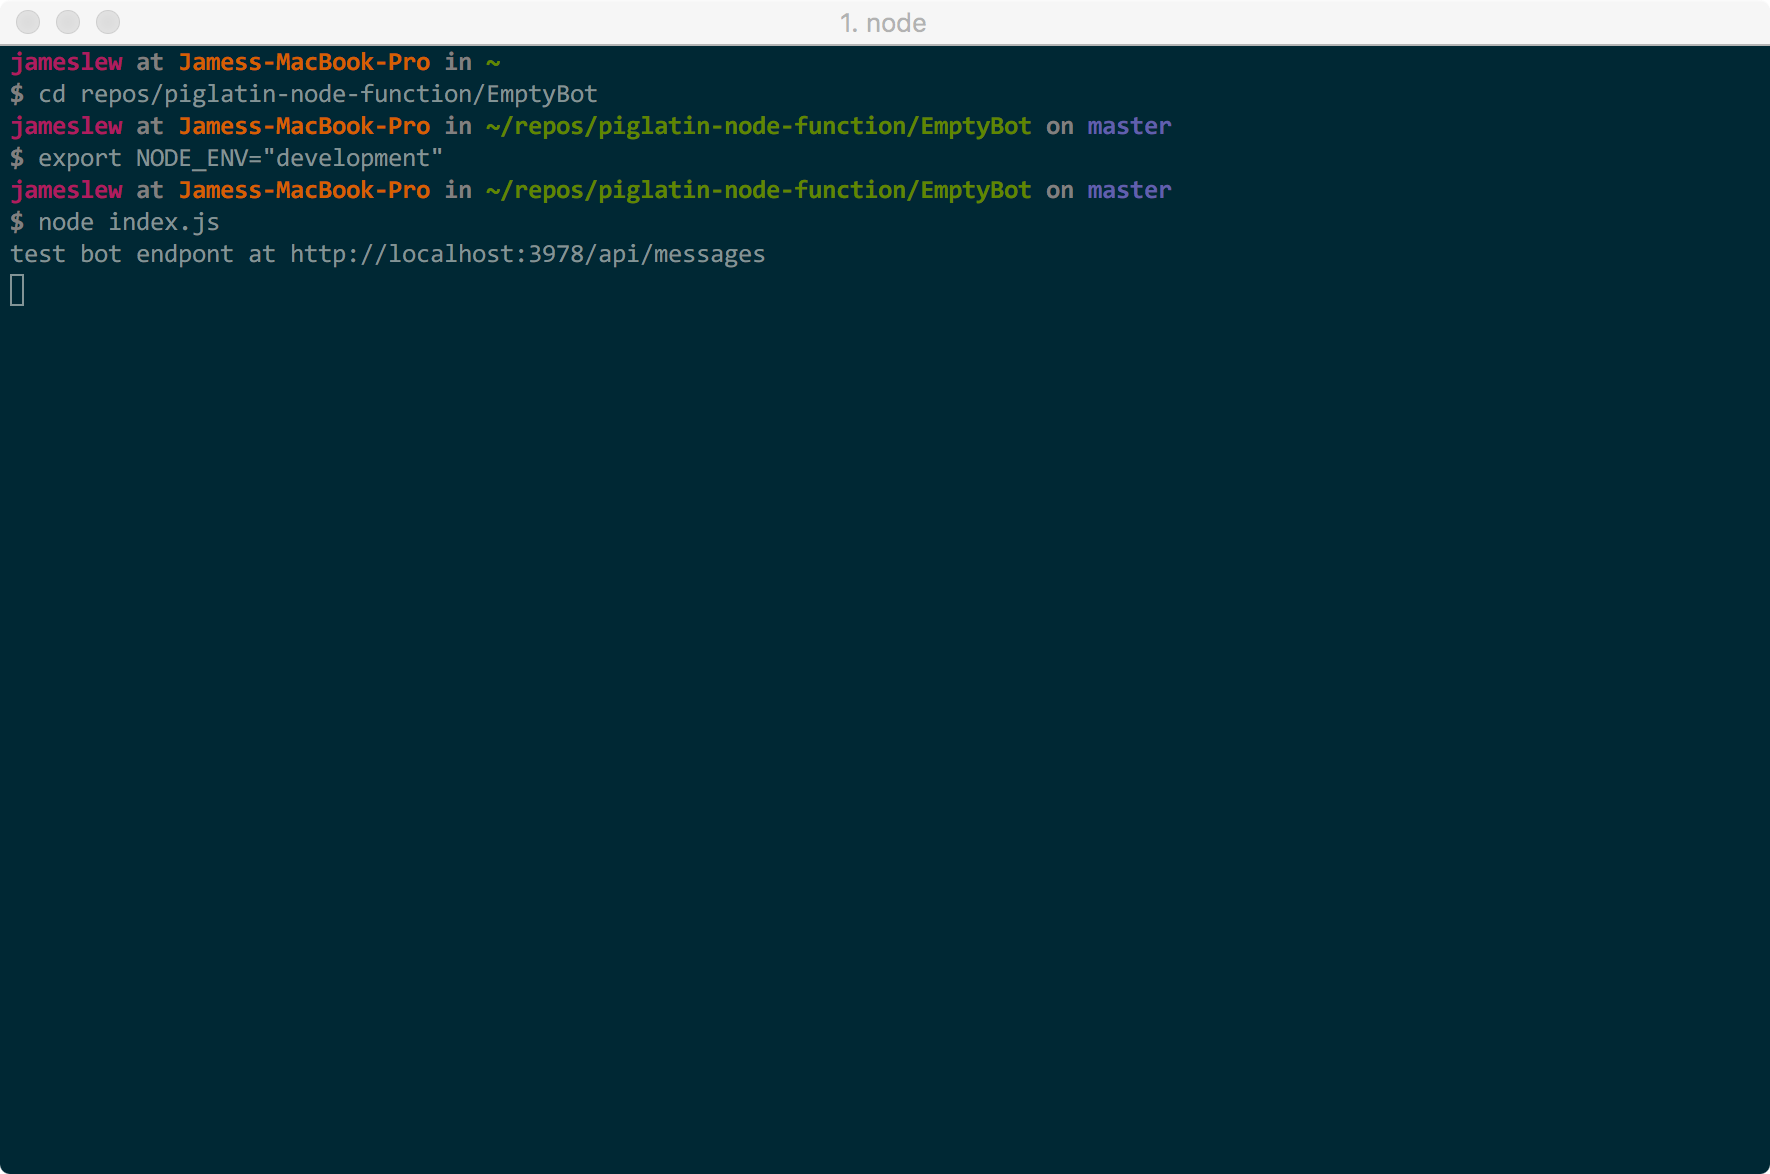 1. node
jameslew at Jamess-MacBook-Pro in ~
$ cd repos/piglatin-node-function/EmptyBot
jameslew at Jamess-MacBook-Pro in ~/repos/piglatin-node-function/EmptyBot on master
$ export NODE_ENV="development"
jameslew at Jamess-MacBook-Pro in ~/repos/piglatin-node-function/EmptyBot on master
$ node index.js
test bot endpont at http://localhost:3978/api/messages